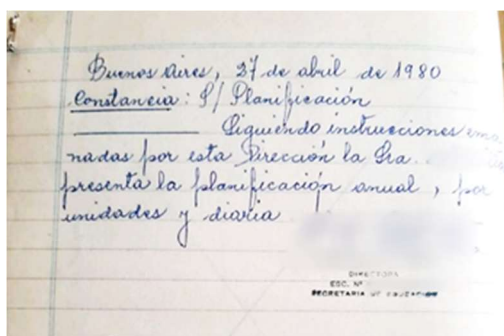 Buenos Aires, 27 de abril de 1980
Constancia: S/ Planificación
Siguiendo instrucciones ema
nadas por esta Dirección la Sra.
presenta la planificación anual, por
unidades y diaria
DIRECTORA
ESC. Nº
SECRETARIA DE EDUCACION